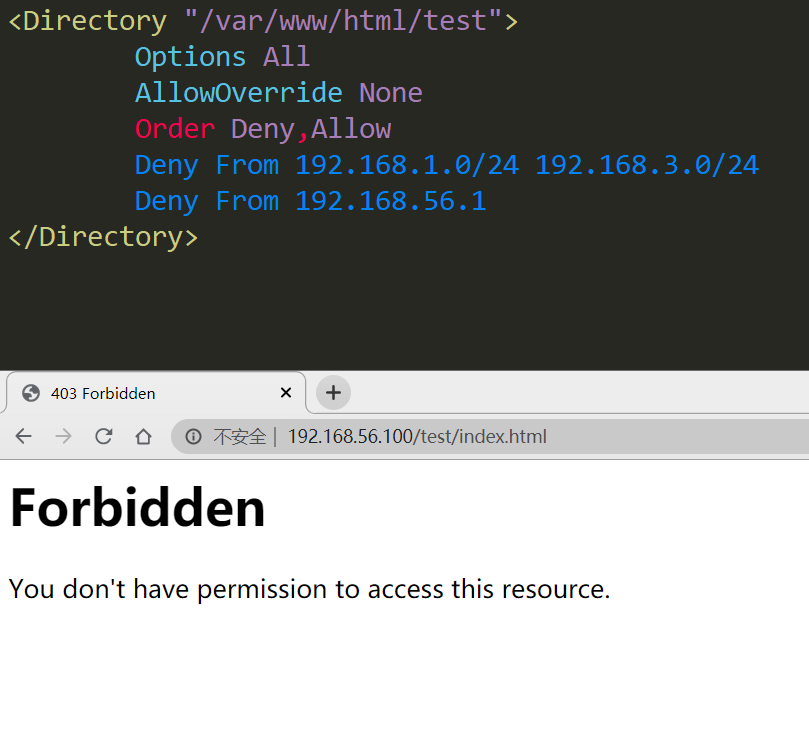 <Directory "/var/www/html/test">
Options All
AllowOverride None
Order Deny,Allow
Deny From 192.168.1.0/24 192.168.3.0/24
Deny From 192.168.56.1
</Directory>
403 Forbidden
不安全 | 192.168.56.100/test/index.html
Forbidden
You don't have permission to access this resource.